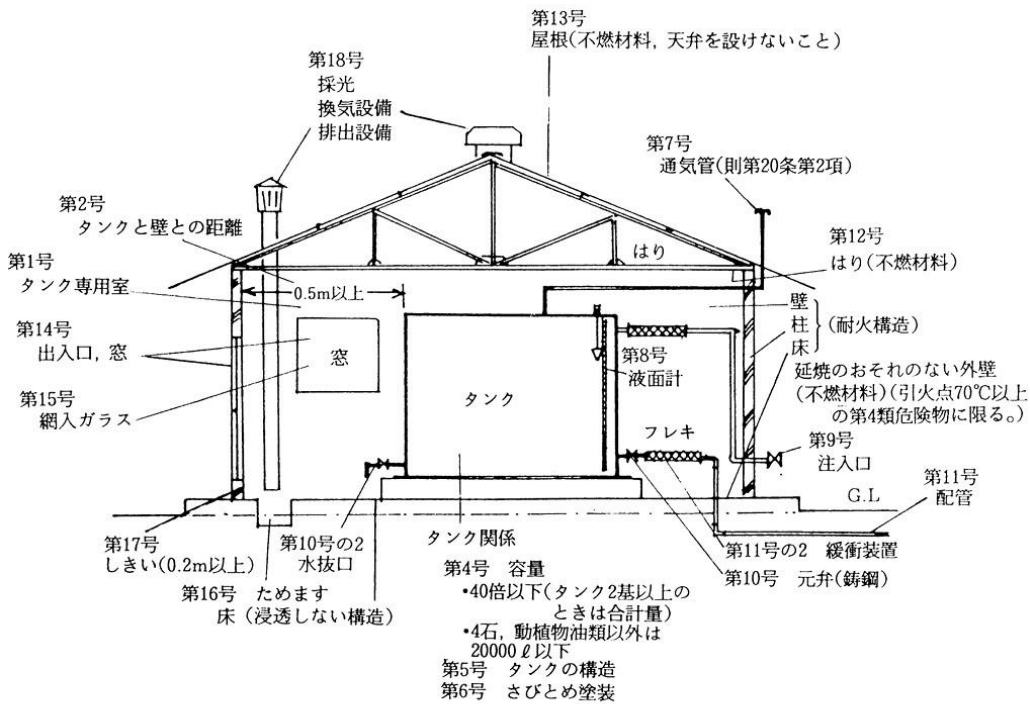 第13号
屋根(不燃材料, 天井を設けないこと)
第18号
採光
換気設備
排出設備
第7号
通気管(則第20条第2項)
第2号
タンクと壁との距離
第12号
はり(不燃材料)
はり
第1号
タンク専用室
0.5m以上
壁
柱
床
(耐火構造)
第14号
出入口, 窓
窓
第8号
液面計
延焼のおそれのない外壁
(不燃材料)(引火点70℃以上
の第4類危険物に限る。)
第15号
網入ガラス
タンク
フレキ
第9号
注入口
第11号
配管
G.L
第17号
しきい(0.2m以上)
第10号の2
水抜口
タンク関係
第11号の2 緩衝装置
第10号 元弁(鋳鋼)
第16号 ためます
床(浸透しない構造)
第4号 容量
•40倍以下(タンク2基以上の
ときは合計量)
•4石, 動植物油類以外は
20000ℓ以下
第5号 タンクの構造
第6号 さびとめ塗装